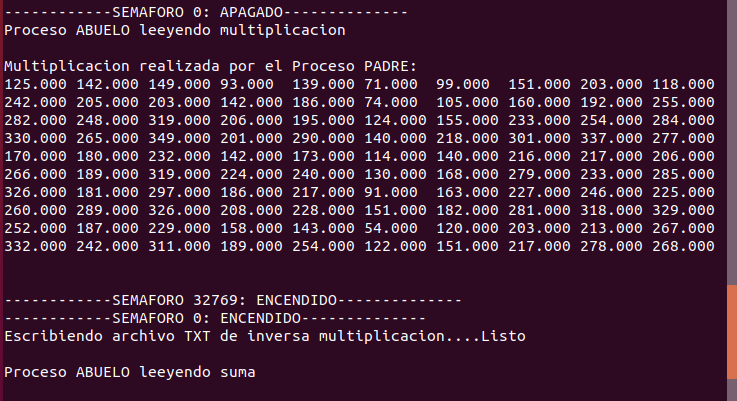 ------------SEMAFORO 0: APAGADO--------------
Proceso ABUELO leeyendo multiplicacion
Multiplicacion realizada por el Proceso PADRE:
125.000 142.000 149.000 93.000 139.000 71.000 99.000 151.000 203.000 118.000
242.000 205.000 203.000 142.000 186.000 74.000 105.000 160.000 192.000 255.000
282.000 248.000 319.000 206.000 195.000 124.000 155.000 233.000 254.000 284.000
330.000 265.000 349.000 201.000 290.000 140.000 218.000 301.000 337.000 277.000
170.000 180.000 232.000 142.000 173.000 114.000 140.000 216.000 217.000 206.000
266.000 189.000 319.000 224.000 240.000 130.000 168.000 279.000 233.000 285.000
326.000 181.000 297.000 186.000 217.000 91.000 163.000 227.000 246.000 225.000
260.000 289.000 326.000 208.000 228.000 151.000 182.000 281.000 318.000 329.000
252.000 187.000 229.000 158.000 143.000 54.000 120.000 203.000 213.000 267.000
332.000 242.000 311.000 189.000 254.000 122.000 151.000 217.000 278.000 268.000
------------SEMAFORO 32769: ENCENDIDO--------------
------------SEMAFORO 0: ENCENDIDO--------------
Escribiendo archivo TXT de inversa multiplicacion....Listo
Proceso ABUELO leeyendo suma